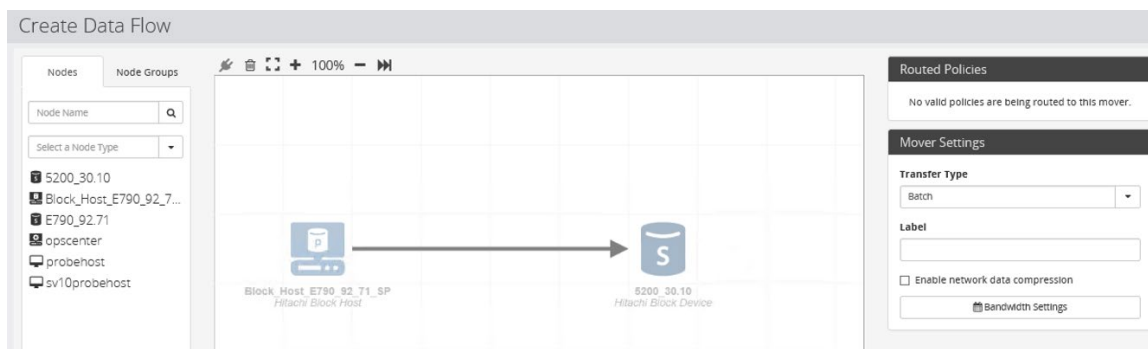 Create Data Flow
Nodes
Node Groups
Node Name
Select a Node Type
5200_30.10
Block_Host_E790_92_7...
E790_92.71
opscenter
probehost
sv10probehost
100%
P
Block_Host_E790_92_71_SP
Hitachi Block Host
S
5200_30.10
Hitachi Block Device
Routed Policies
No valid policies are being routed to this mover.
Mover Settings
Transfer Type
Batch
Label
Enable network data compression
Bandwidth Settings